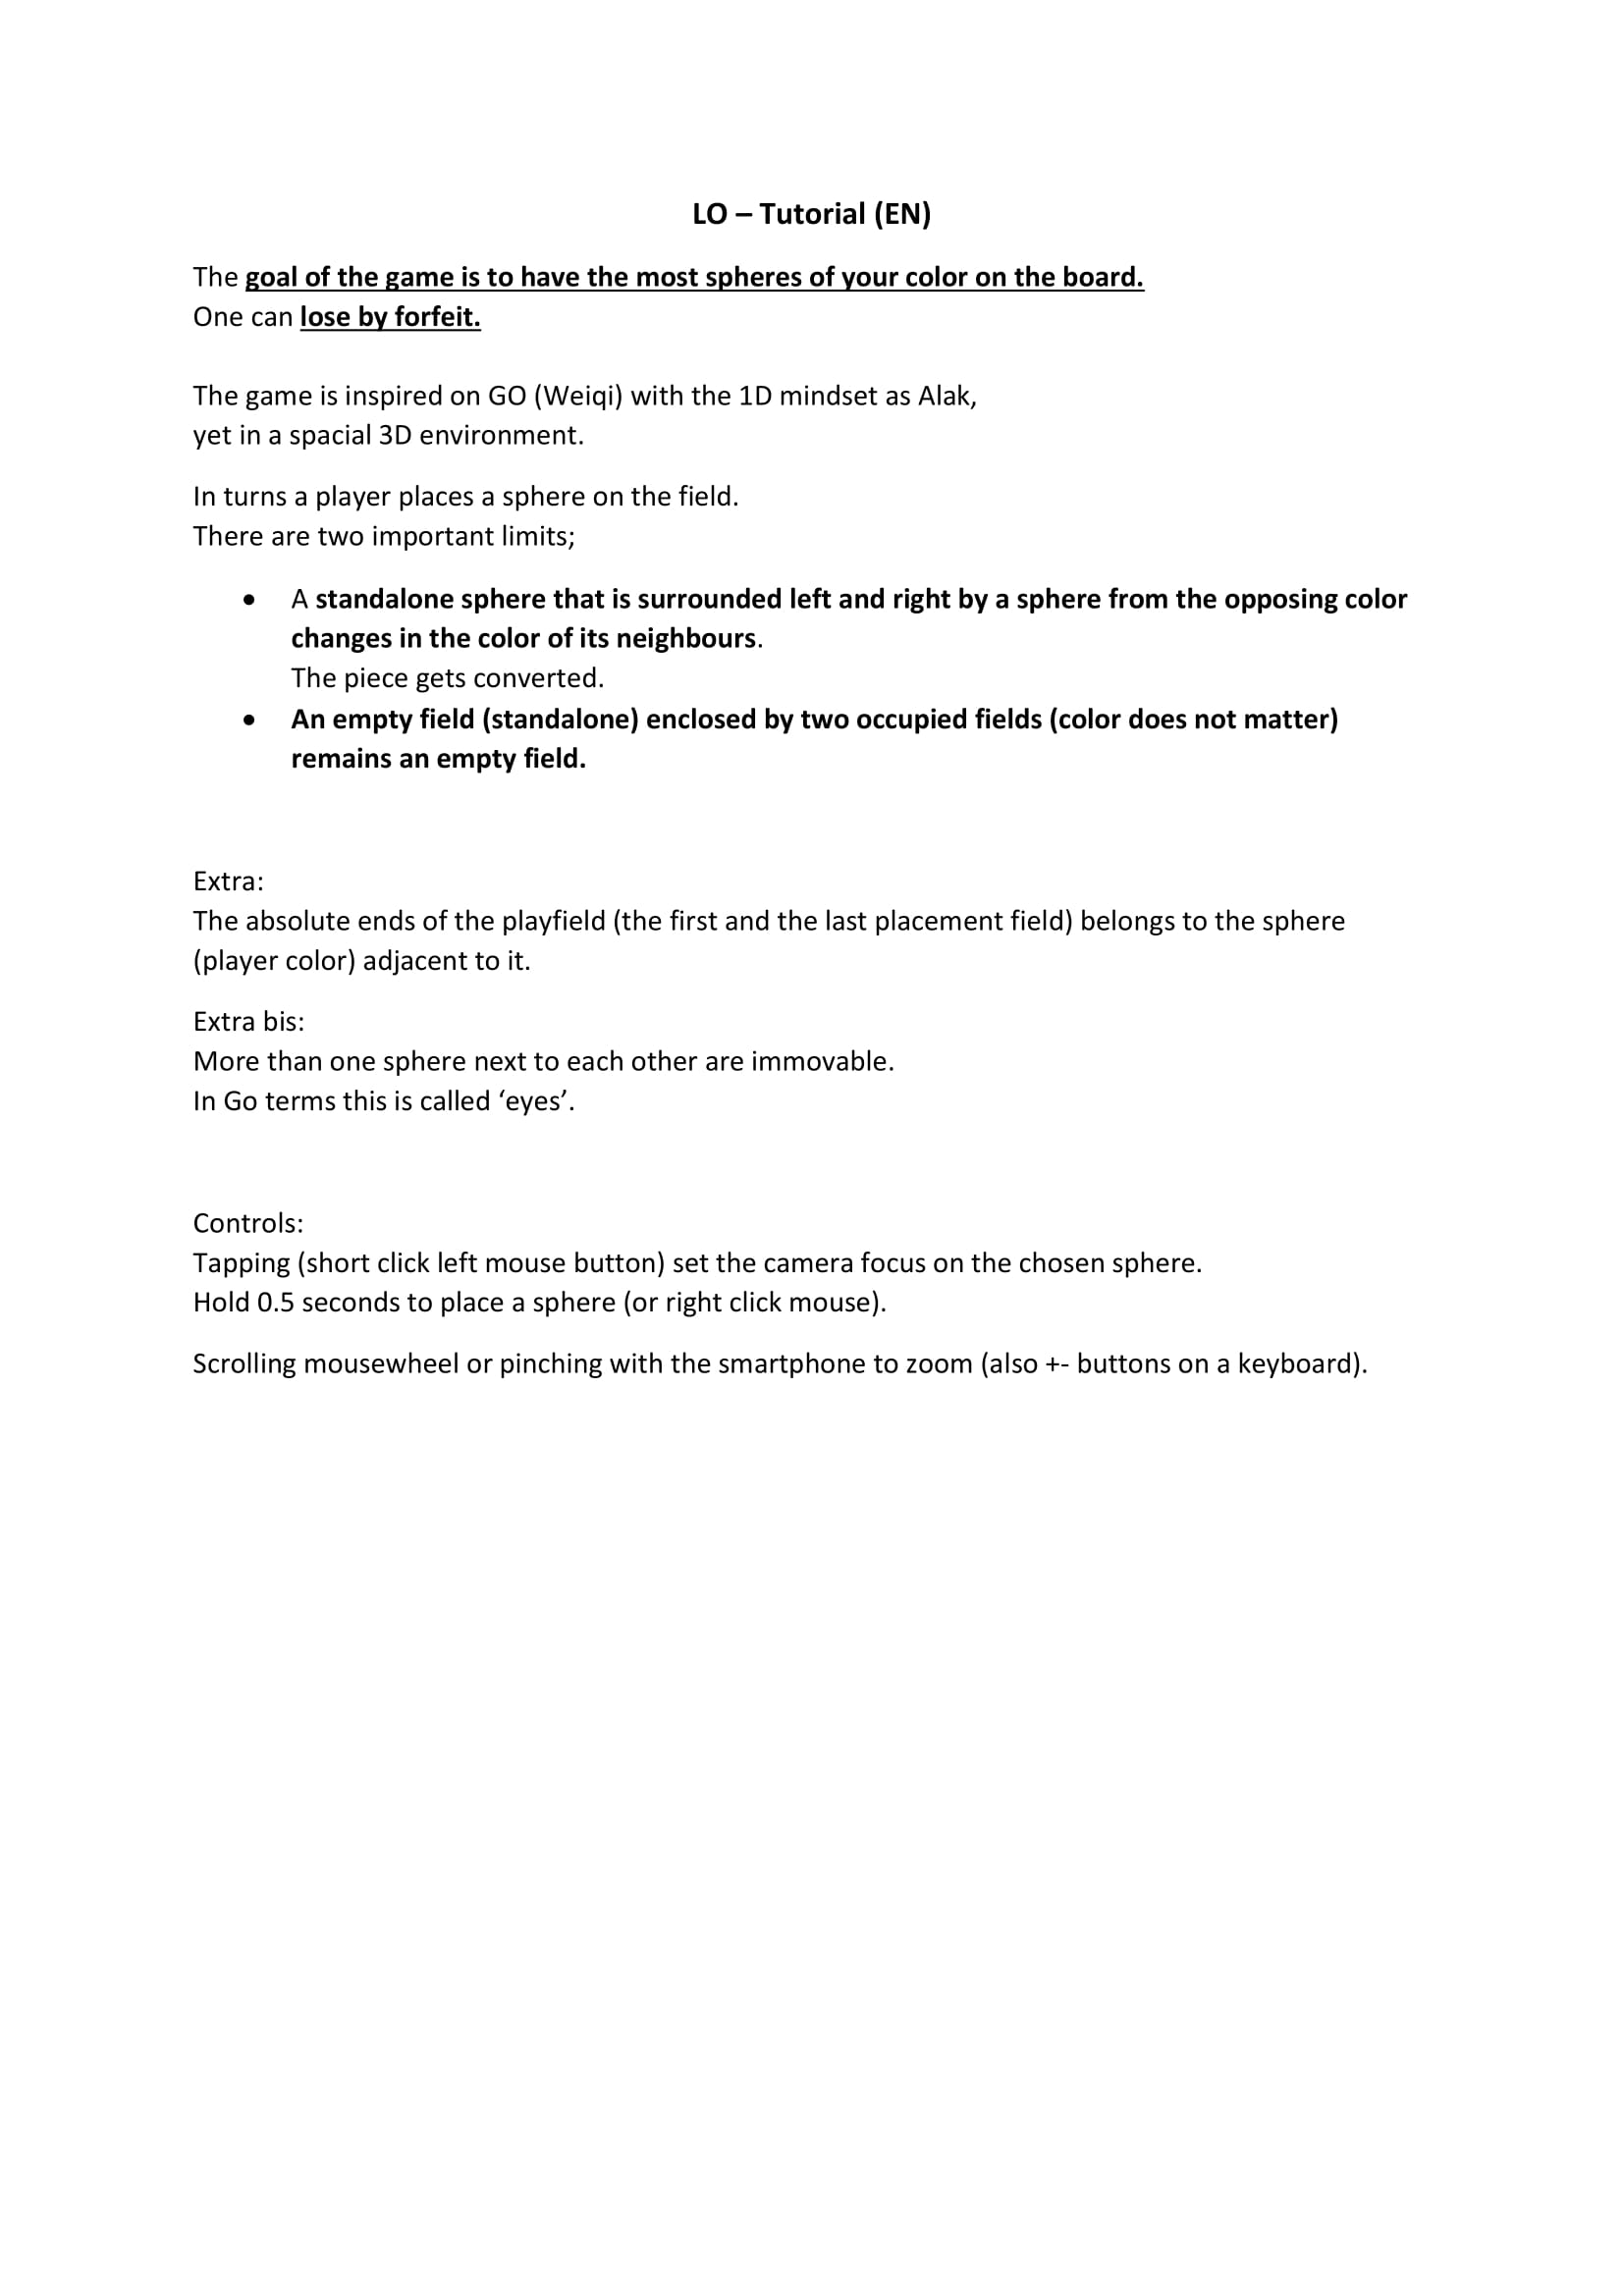 LO – Tutorial (EN)
The goal of the game is to have the most spheres of your color on the board.
One can lose by forfeit.
The game is inspired on GO (Weiqi) with the 1D mindset as Alak,
yet in a spacial 3D environment.
In turns a player places a sphere on the field.
There are two important limits;
• A standalone sphere that is surrounded left and right by a sphere from the opposing color
changes in the color of its neighbours.
The piece gets converted.
• An empty field (standalone) enclosed by two occupied fields (color does not matter)
remains an empty field.
Extra:
The absolute ends of the playfield (the first and the last placement field) belongs to the sphere
(player color) adjacent to it.
Extra bis:
More than one sphere next to each other are immovable.
In Go terms this is called ‘eyes’.
Controls:
Tapping (short click left mouse button) set the camera focus on the chosen sphere.
Hold 0.5 seconds to place a sphere (or right click mouse).
Scrolling mousewheel or pinching with the smartphone to zoom (also +- buttons on a keyboard).